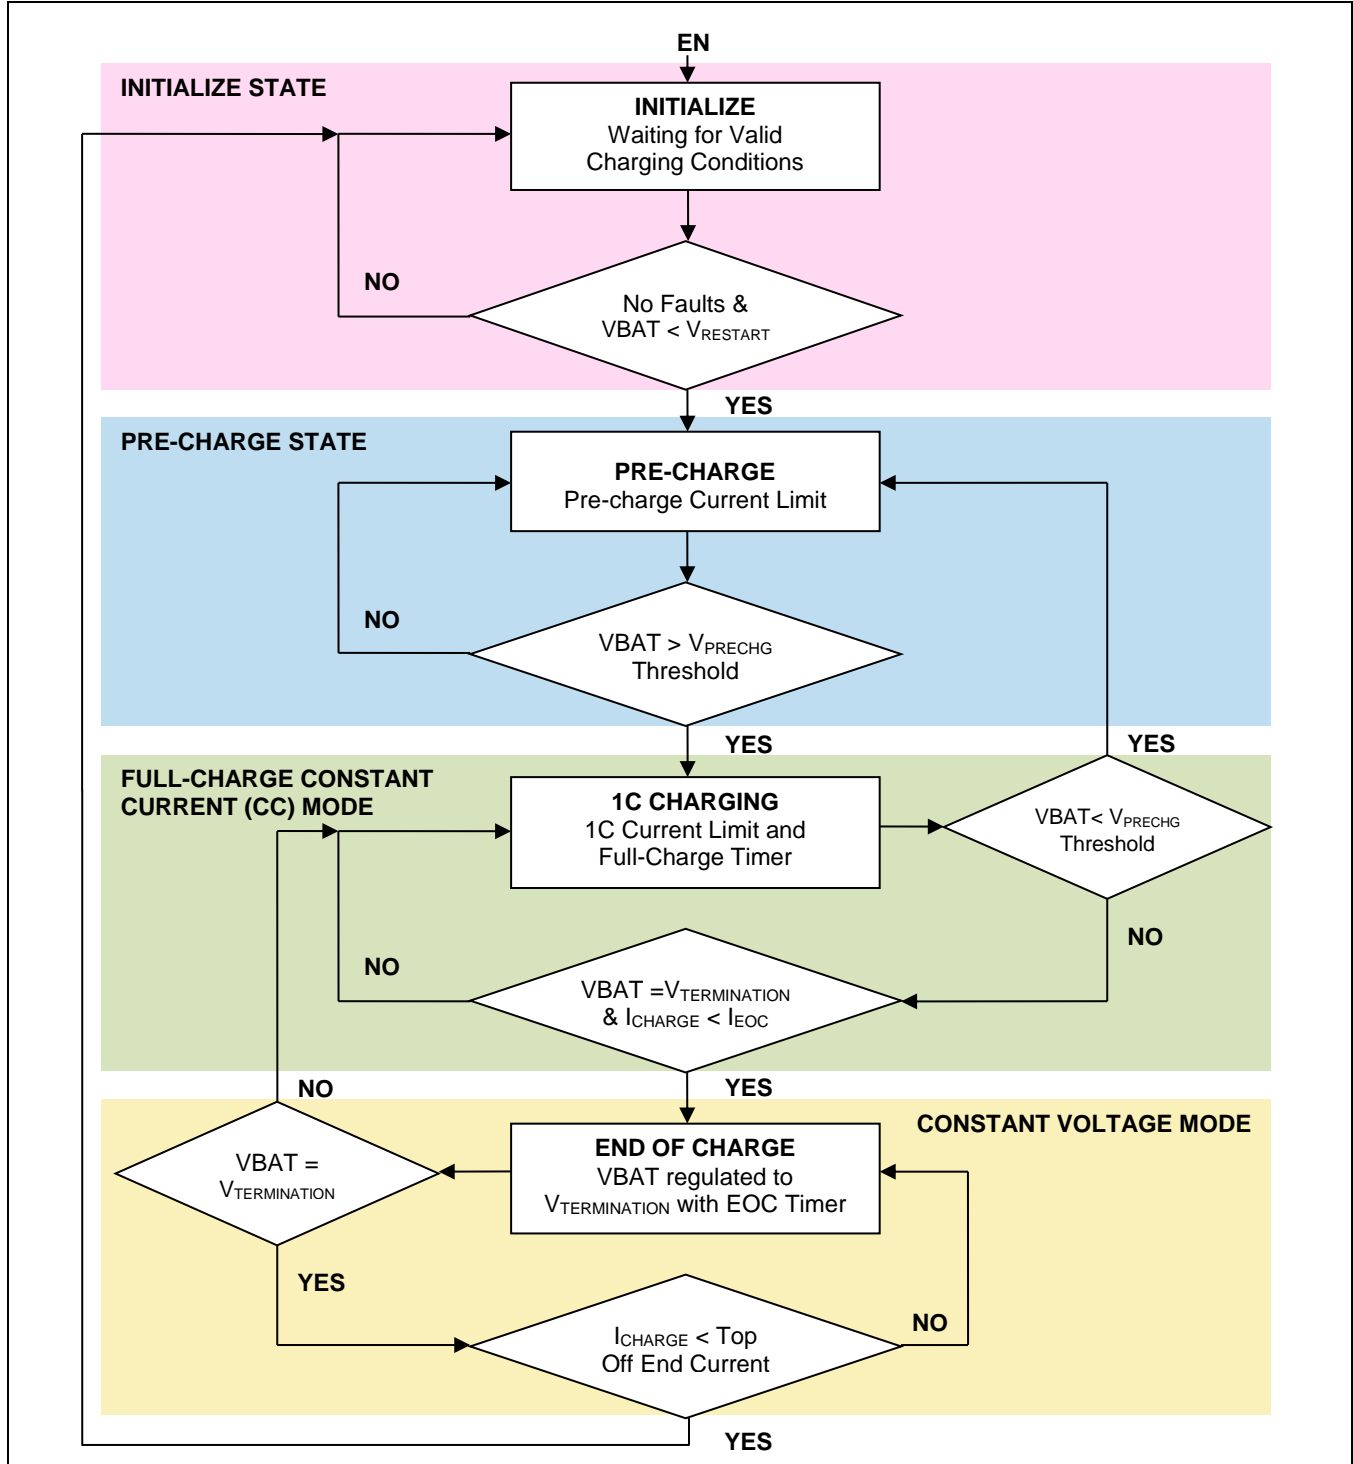 EN
INITIALIZE STATE
INITIALIZE
Waiting for Valid
Charging Conditions
NO
No Faults &
VBAT < VRESTART
YES
PRE-CHARGE STATE
PRE-CHARGE
Pre-charge Current Limit
NO
VBAT > VPRECHG
Threshold
YES
YES
FULL-CHARGE CONSTANT
CURRENT (CC) MODE
1C CHARGING
1C Current Limit and
Full-Charge Timer
VBAT< VPRECHG
Threshold
NO
NO
VBAT =VTERMINATION
& ICHARGE < IEOC
NO
YES
CONSTANT VOLTAGE MODE
END OF CHARGE
VBAT regulated to
VTERMINATION with EOC Timer
VBAT =
VTERMINATION
YES
ICHARGE < Top
Off End Current
NO
YES